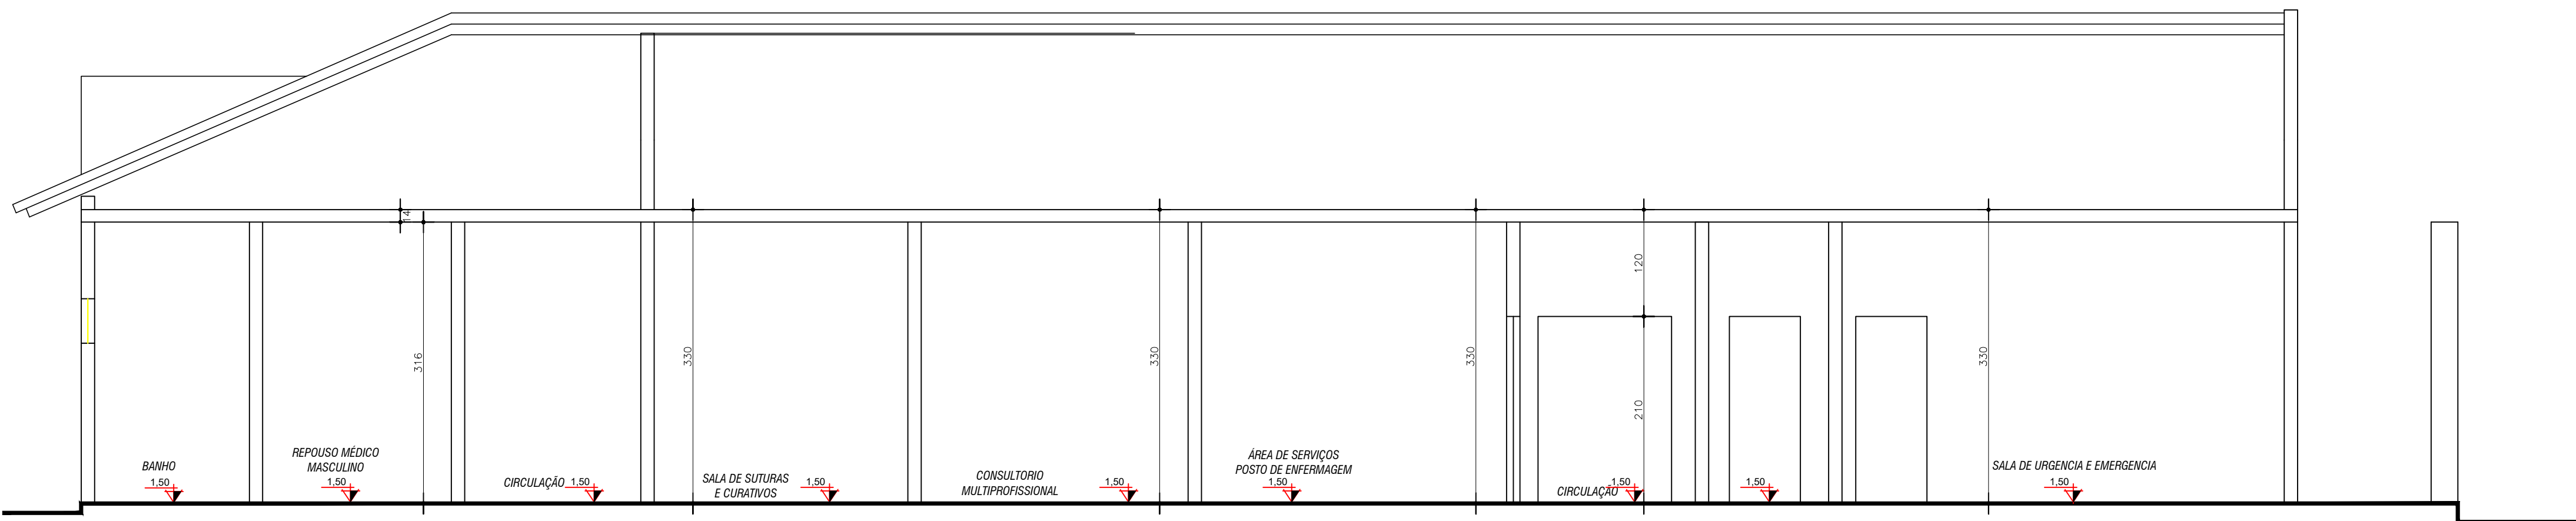 14
120
316
330
330
330
330
210
BANHO
1,50
REPOUSO MÉDICO
MASCULINO
1,50
CIRCULAÇÃO
1,50
SALA DE SUTURAS
E CURATIVOS
1,50
CONSULTORIO
MULTIPROFISSIONAL
1,50
ÁREA DE SERVIÇOS
POSTO DE ENFERMAGEM
1,50
CIRCULAÇÃO
1,50
1,50
SALA DE URGENCIA E EMERGENCIA
1,50